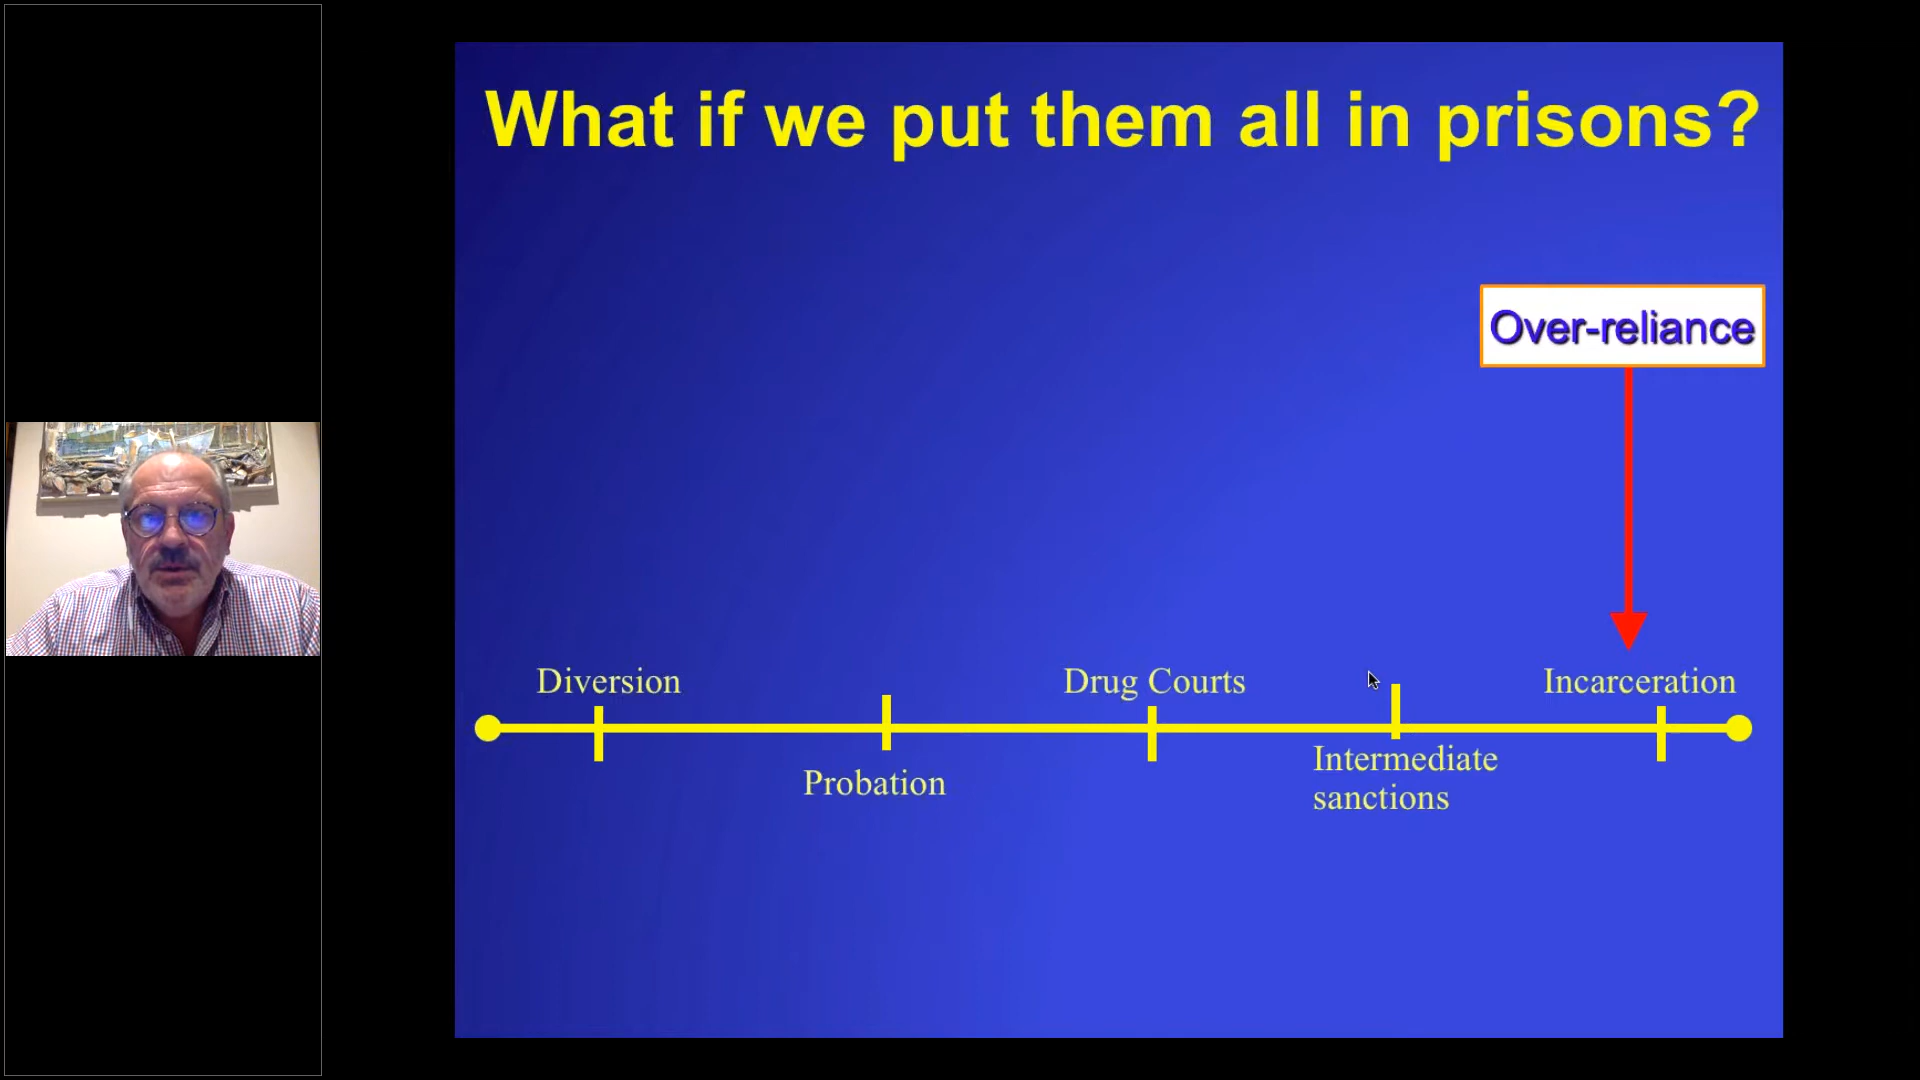 What if we put them all in prisons?
Over-reliance
Diversion
Drug Courts
Incarceration
Probation
Intermediate
sanctions